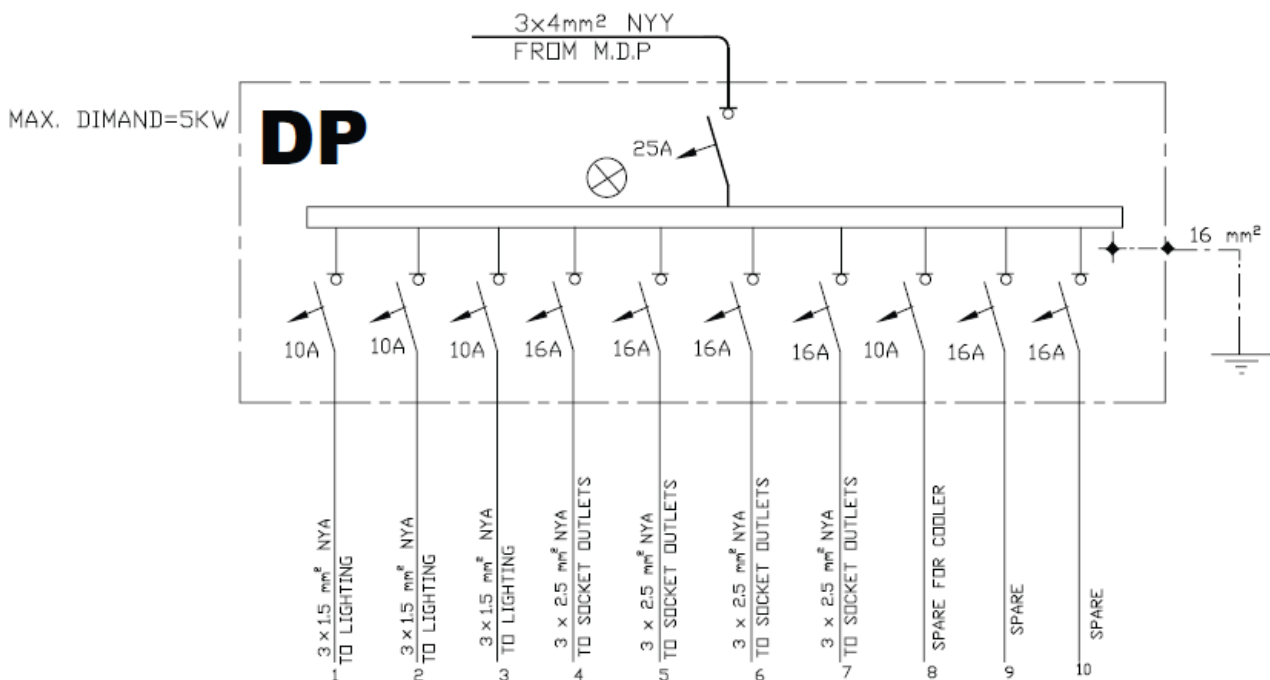 3x4mm² NYY
FROM M.D.P
MAX. DIMAND=5KW
DP
25A
16 mm²
10A
10A
10A
16A
16A
16A
16A
10A
16A
16A
3 x 1.5 mm² NYA
TO LIGHTING
3 x 1.5 mm² NYA
TO LIGHTING
3 x 1.5 mm² NYA
TO LIGHTING
3 x 2.5 mm² NYA
TO SOCKET OUTLETS
3 x 2.5 mm² NYA
TO SOCKET OUTLETS
3 x 2.5 mm² NYA
TO SOCKET OUTLETS
3 x 2.5 mm² NYA
TO SOCKET OUTLETS
SPARE FOR COOLER
SPARE
SPARE
1
2
3
4
5
6
7
8
9
10